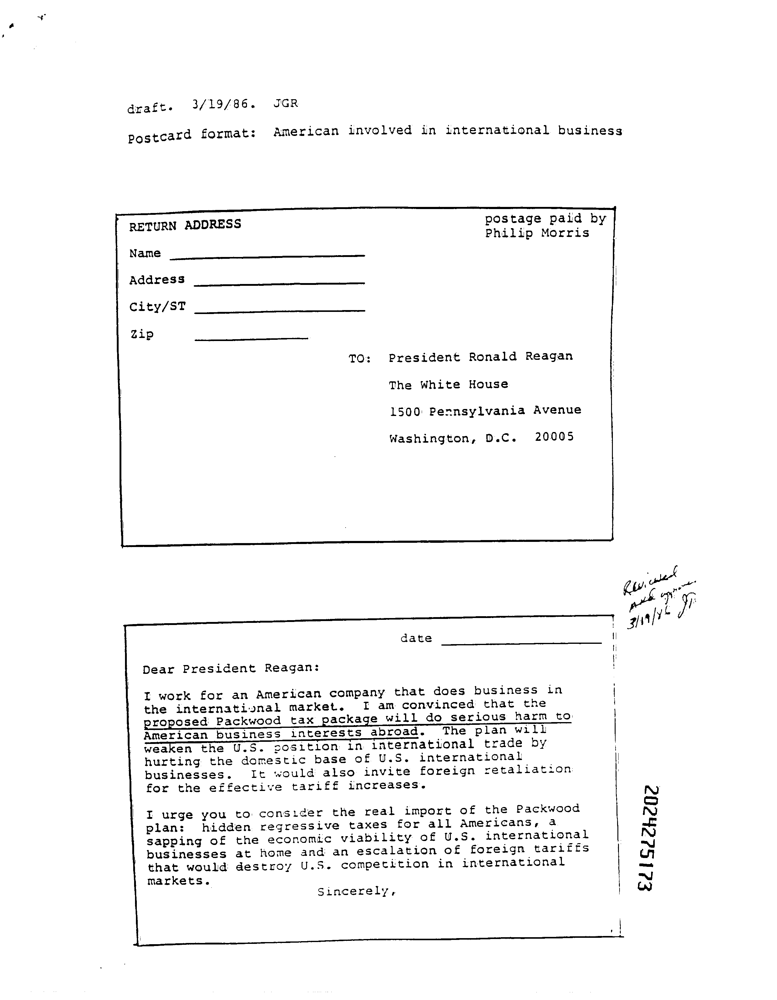 draft. 3/19/86. JGR
Postcard format: American involved in international business
RETURN ADDRESS
postage paid by
Philip Morris
Name
Address
City/ST
Zip
TO: President Ronald Reagan
The White House
1500 Pennsylvania Avenue
Washington, D.C. 20005
Reviewed
and approve.
3/19/86
date
Dear President Reagan:
I work for an American company that does business in
the international market. I am convinced that the
proposed Packwood tax package will do serious harm to
American business interests abroad. The plan will
weaken the U.S. position in international trade by
hurting the domestic base of U.S. international
businesses. It would also invite foreign retaliation
for the effective tariff increases.
I urge you to consider the real import of the Packwood
plan: hidden regressive taxes for all Americans, a
sapping of the economic viability of U.S. international
businesses at home and an escalation of foreign tariffs
that would destroy U.S. competition in international
markets.
Sincerely,
2024275173